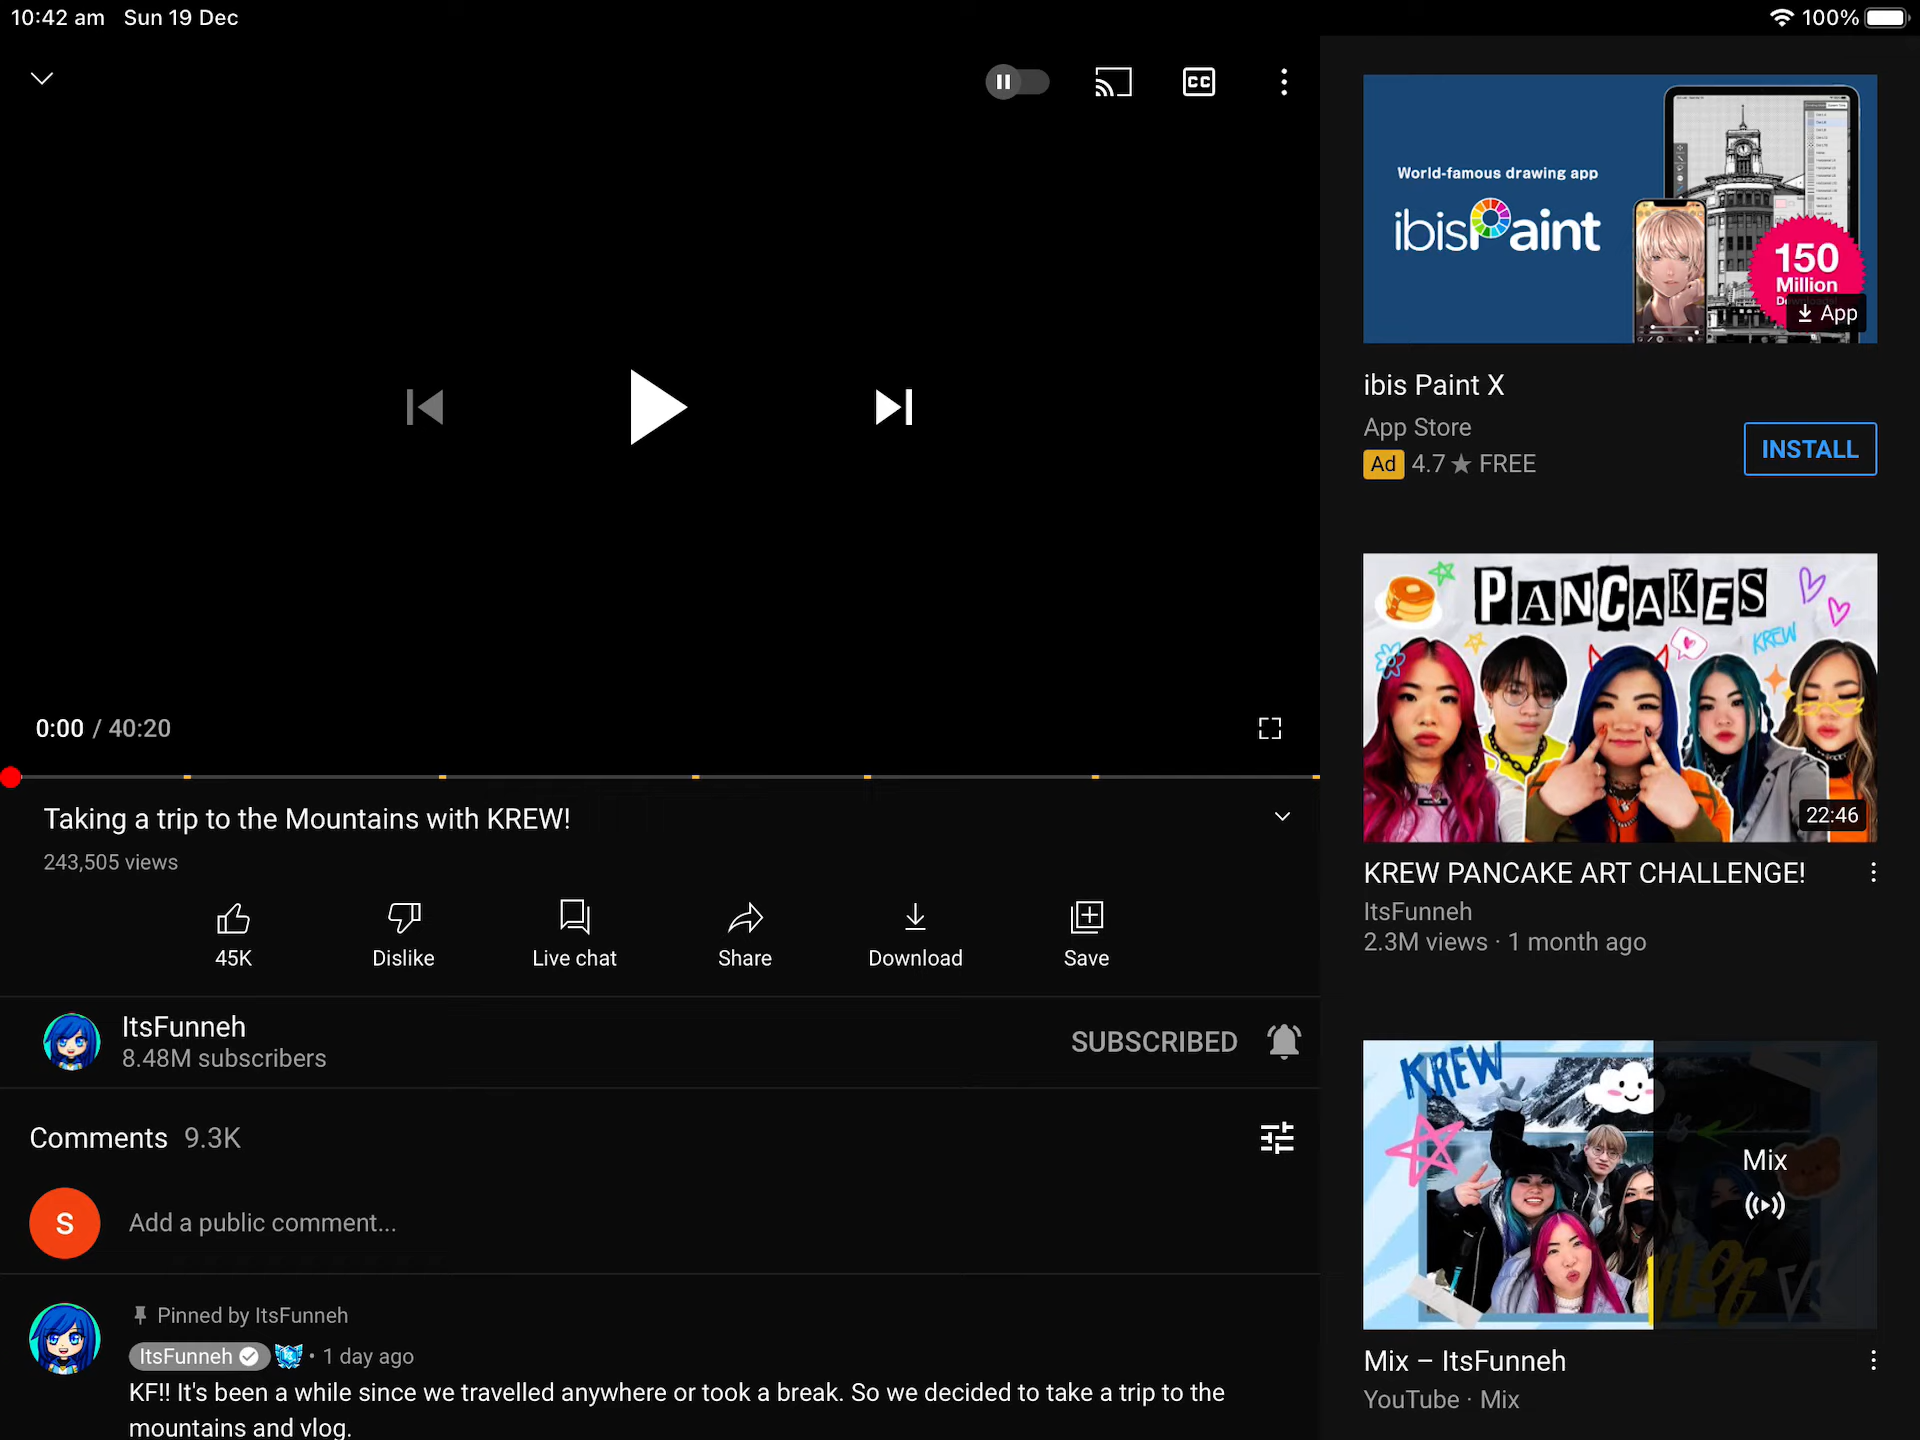 10:42 am Sun 19 Dec
100%
CC
0:00 / 40:20
Taking a trip to the Mountains with KREW!
243,505 views
45K
Dislike
Live chat
Share
Download
Save
ItsFunneh
8.48M subscribers
SUBSCRIBED
Comments 9.3K
S
Add a public comment...
Pinned by ItsFunneh
ItsFunneh • 1 day ago
KF!! It's been a while since we travelled anywhere or took a break. So we decided to take a trip to the
mountains and vlog.
World-famous drawing app
ibisPaint
150
Million
App
ibis Paint X
App Store
Ad 4.7 ★ FREE
INSTALL
PANCAKES
KREW
22:46
KREW PANCAKE ART CHALLENGE!
ItsFunneh
2.3M views · 1 month ago
KREW
Mix
VLOG
Mix – ItsFunneh
YouTube · Mix